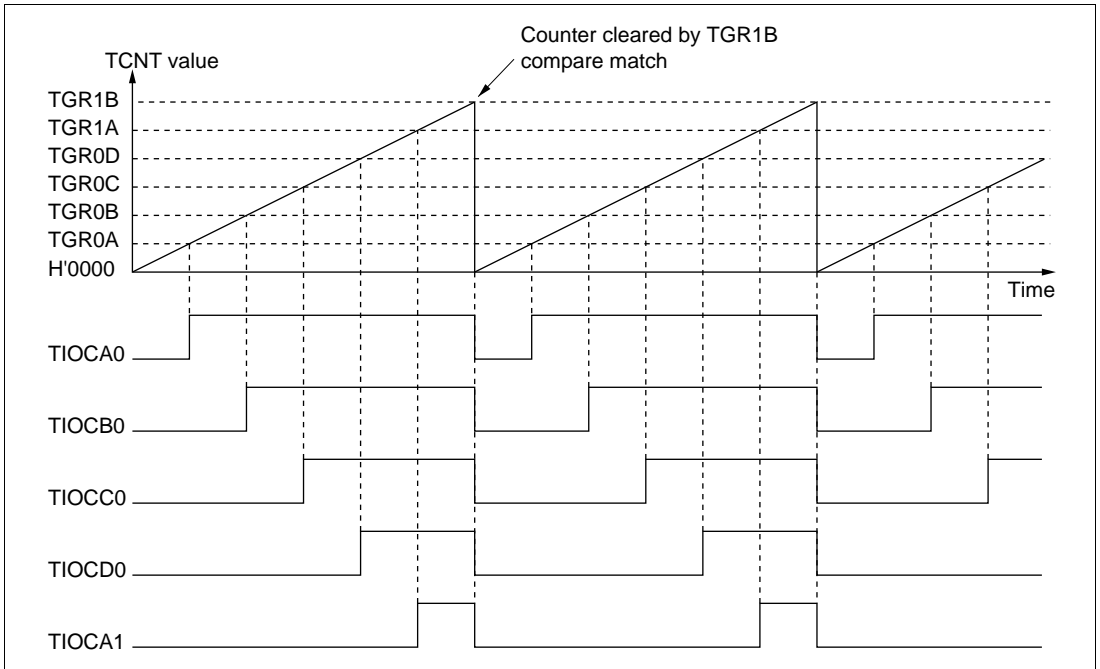 Counter cleared by TGR1B
compare match
TCNT value
TGR1B
TGR1A
TGR0D
TGR0C
TGR0B
TGR0A
H'0000
Time
TIOCA0
TIOCB0
TIOCC0
TIOCD0
TIOCA1